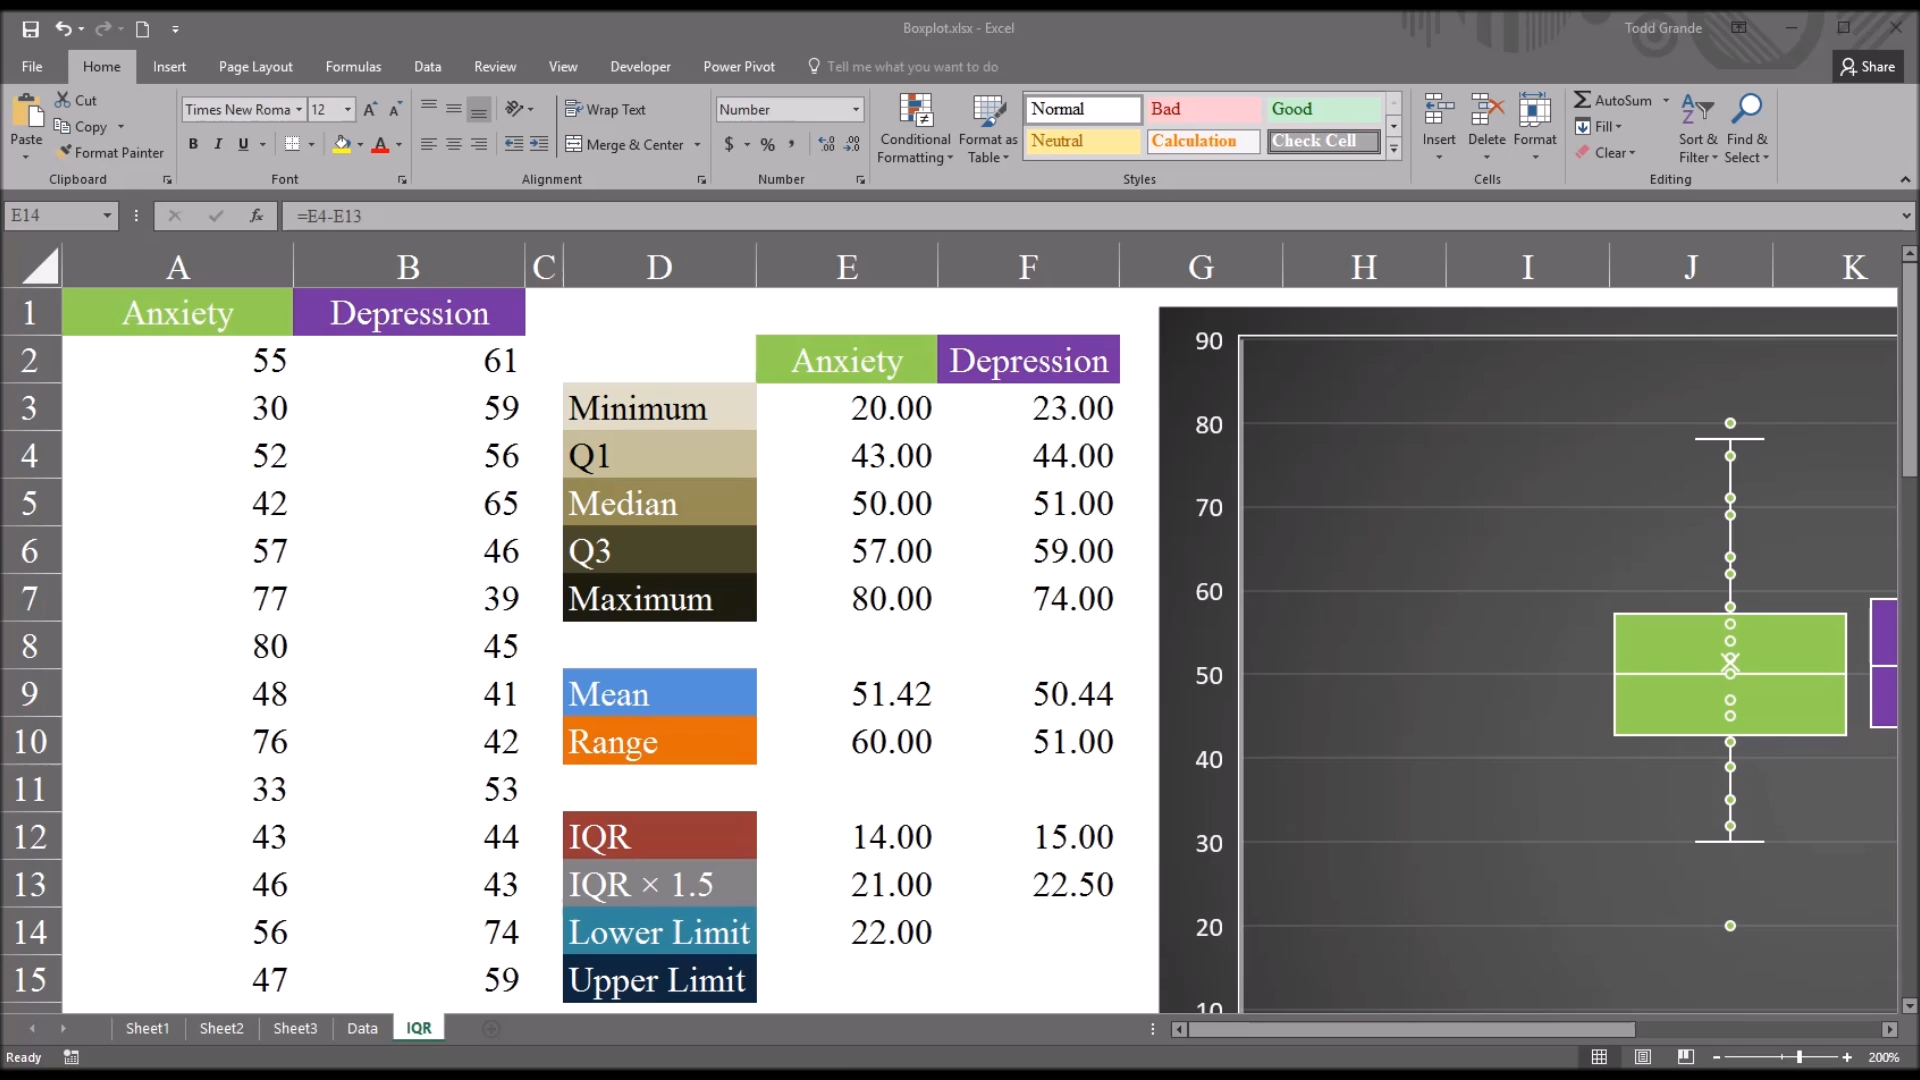 Boxplot.xlsx - Excel
Todd Grande
File Home Insert Page Layout Formulas Data Review View Developer Power Pivot Tell me what you want to do Share
Paste
Cut
Copy
Format Painter
Clipboard
Times New Roma 12
B I U
Font
Wrap Text
Merge & Center
Alignment
Number
$ % ,
Number
Conditional Formatting
Format as Table
Normal Bad Good
Neutral Calculation Check Cell
Styles
Insert Delete Format
Cells
AutoSum
Fill
Clear
Sort & Filter
Find & Select
Editing
E14 fx =E4-E13
A B C D E F G H I J K
1 Anxiety Depression
2 55 61 Anxiety Depression
3 30 59 Minimum 20.00 23.00
4 52 56 Q1 43.00 44.00
5 42 65 Median 50.00 51.00
6 57 46 Q3 57.00 59.00
7 77 39 Maximum 80.00 74.00
8 80 45
9 48 41 Mean 51.42 50.44
10 76 42 Range 60.00 51.00
11 33 53
12 43 44 IQR 14.00 15.00
13 46 43 IQR × 1.5 21.00 22.50
14 56 74 Lower Limit 22.00
15 47 59 Upper Limit
90
80
70
60
50
40
30
20
10
Sheet1 Sheet2 Sheet3 Data IQR
Ready 200%